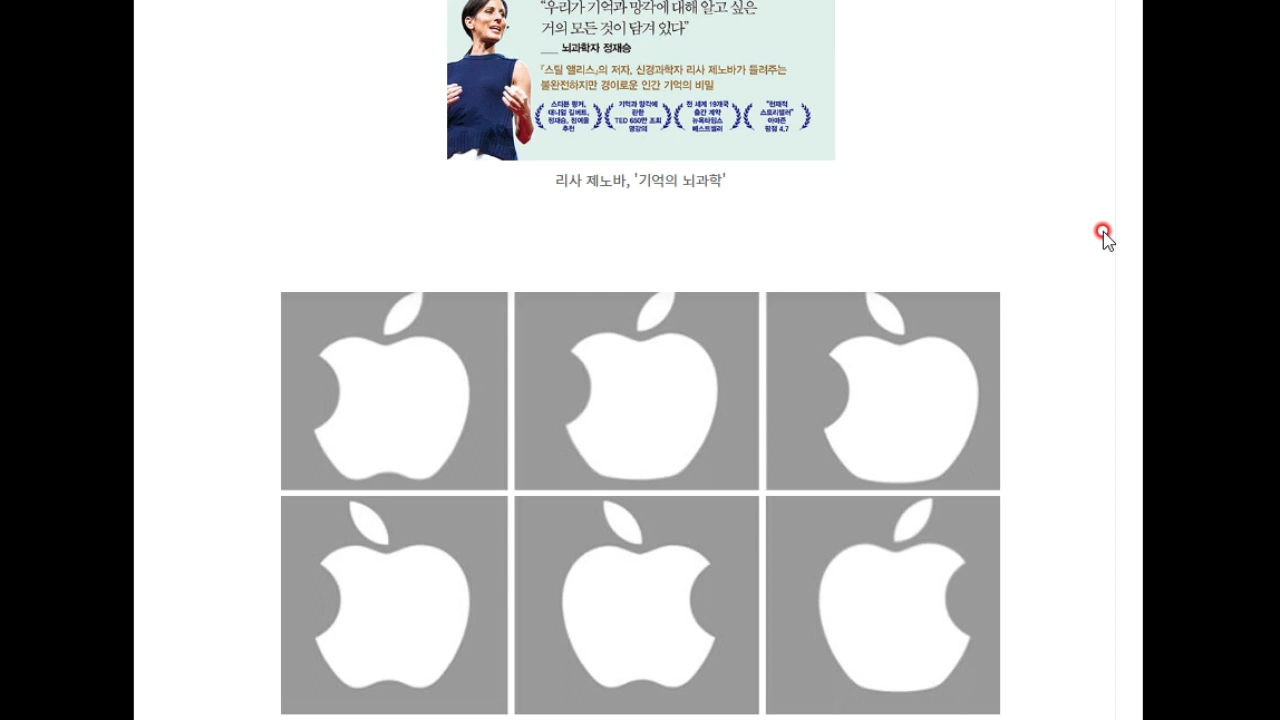 “우리가 기억과 망각에 대해 알고 싶은
거의 모든 것이 담겨 있다”
___ 뇌과학자 정재승
『스틸 앨리스』의 저자, 신경과학자 리사 제노바가 들려주는
불완전하지만 경이로운 인간 기억의 비밀
스티븐 핑커,
대니얼 길버트,
정재승, 장여울
추천
기억과 망각에
관한
TED 650만 조회
명강의
전 세계 19개국
출간 계약
뉴욕타임스
베스트셀러
“천재적
스토리텔러”
아마존
평점 4.7
리사 제노바, '기억의 뇌과학'